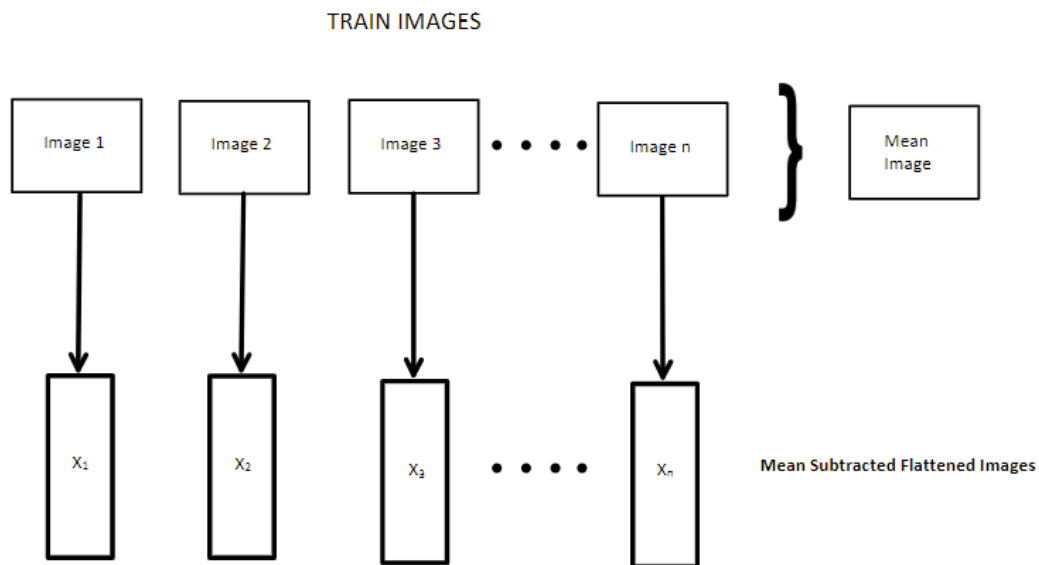 TRAIN IMAGES
Image 1
Image 2
Image 3
Image n
Mean
Image
X₁
X₂
X₃
Xₙ
Mean Subtracted Flattened Images